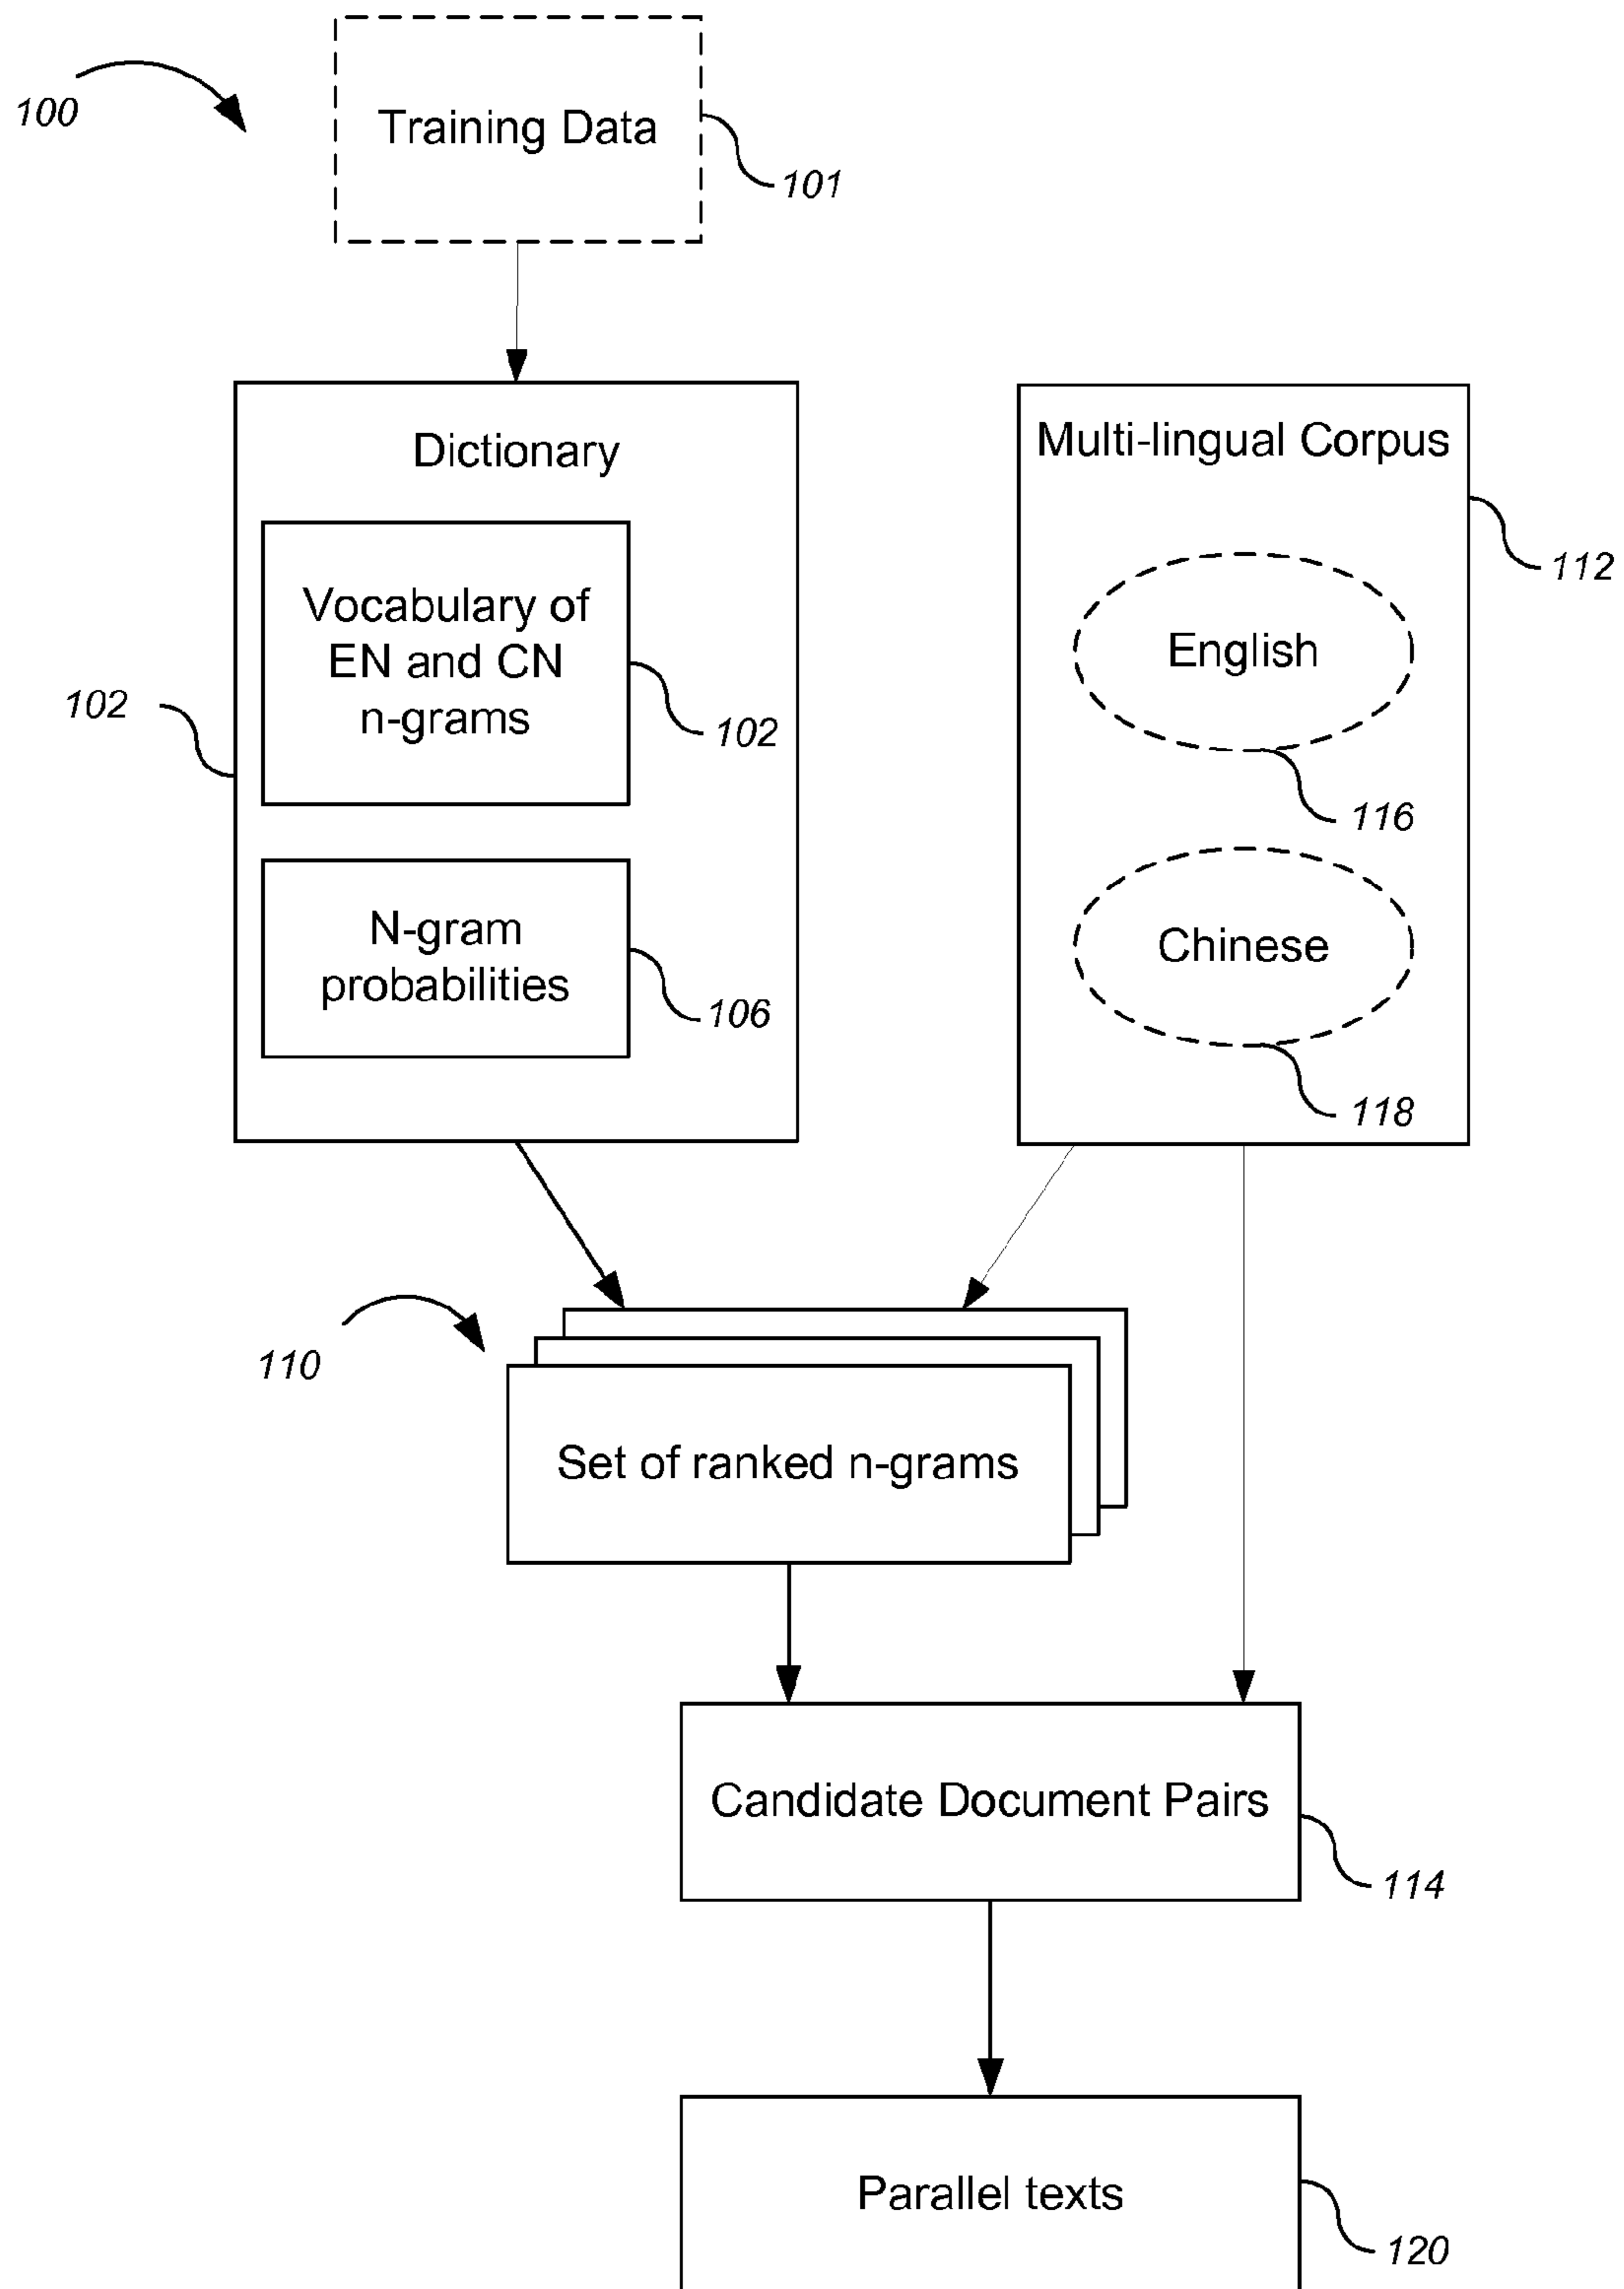 100
Training Data
101
Dictionary
Vocabulary of
EN and CN
n-grams
102
102
N-gram
probabilities
106
Multi-lingual Corpus
112
English
116
Chinese
118
110
Set of ranked n-grams
Candidate Document Pairs
114
Parallel texts
120